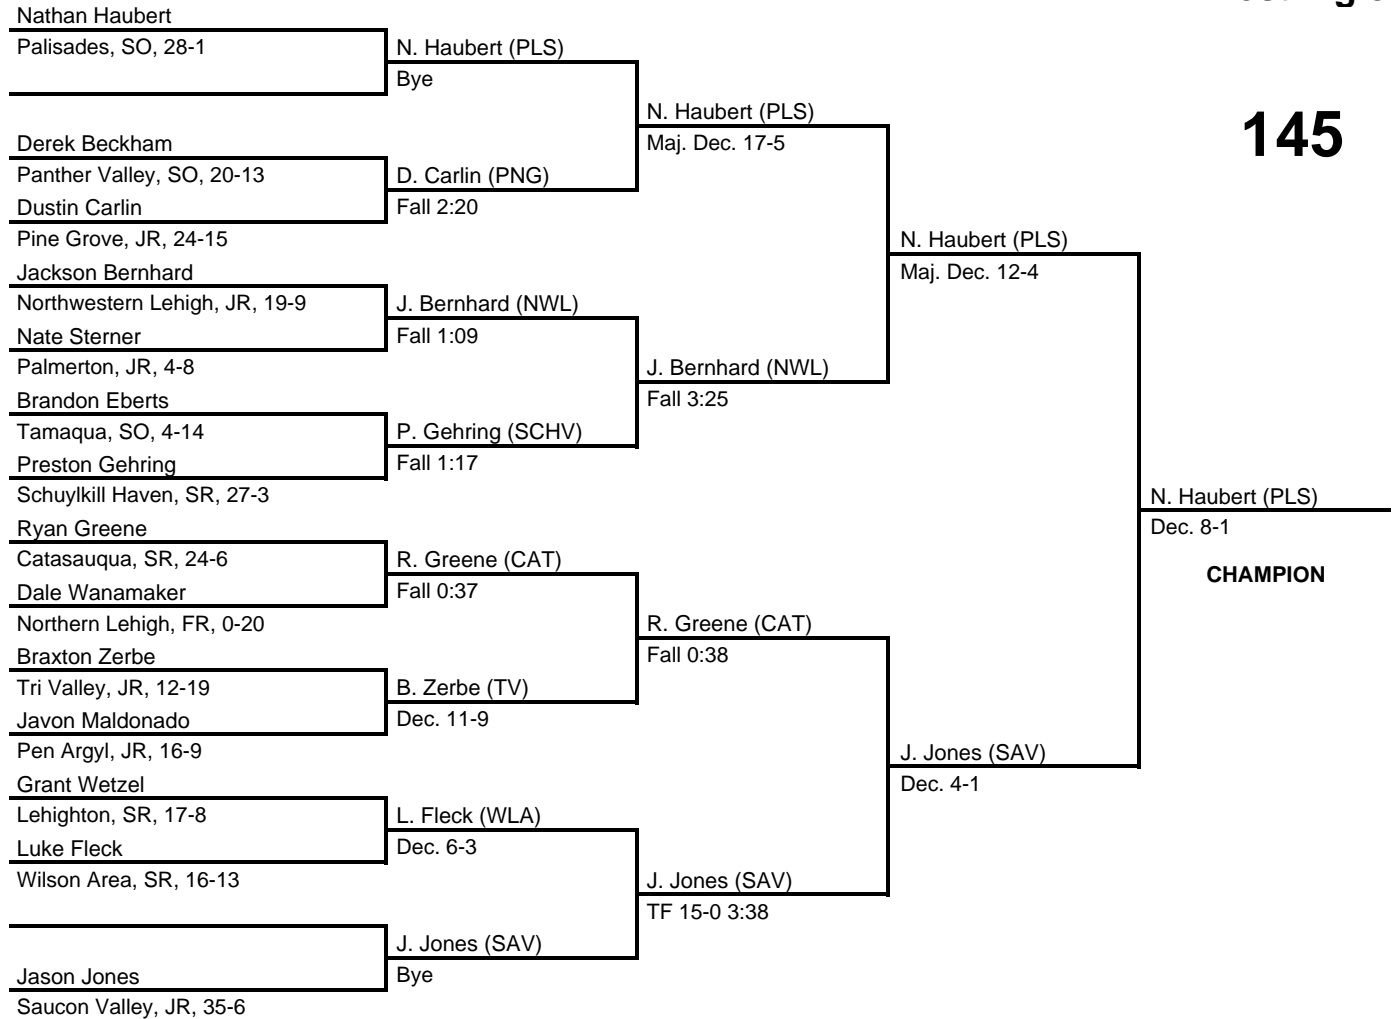 Nathan Haubert
Palisades, SO, 28-1
N. Haubert (PLS)
Bye
N. Haubert (PLS)
Maj. Dec. 17-5
145
Derek Beckham
Panther Valley, SO, 20-13
D. Carlin (PNG)
Dustin Carlin
Fall 2:20
Pine Grove, JR, 24-15
N. Haubert (PLS)
Maj. Dec. 12-4
Jackson Bernhard
Northwestern Lehigh, JR, 19-9
J. Bernhard (NWL)
Nate Sterner
Fall 1:09
Palmerton, JR, 4-8
J. Bernhard (NWL)
Fall 3:25
Brandon Eberts
Tamaqua, SO, 4-14
P. Gehring (SCHV)
Preston Gehring
Fall 1:17
Schuylkill Haven, SR, 27-3
N. Haubert (PLS)
Dec. 8-1
CHAMPION
Ryan Greene
Catasauqua, SR, 24-6
R. Greene (CAT)
Dale Wanamaker
Fall 0:37
Northern Lehigh, FR, 0-20
R. Greene (CAT)
Fall 0:38
Braxton Zerbe
Tri Valley, JR, 12-19
B. Zerbe (TV)
Javon Maldonado
Dec. 11-9
Pen Argyl, JR, 16-9
J. Jones (SAV)
Dec. 4-1
Grant Wetzel
Lehighton, SR, 17-8
L. Fleck (WLA)
Luke Fleck
Dec. 6-3
Wilson Area, SR, 16-13
J. Jones (SAV)
TF 15-0 3:38
J. Jones (SAV)
Bye
Jason Jones
Saucon Valley, JR, 35-6